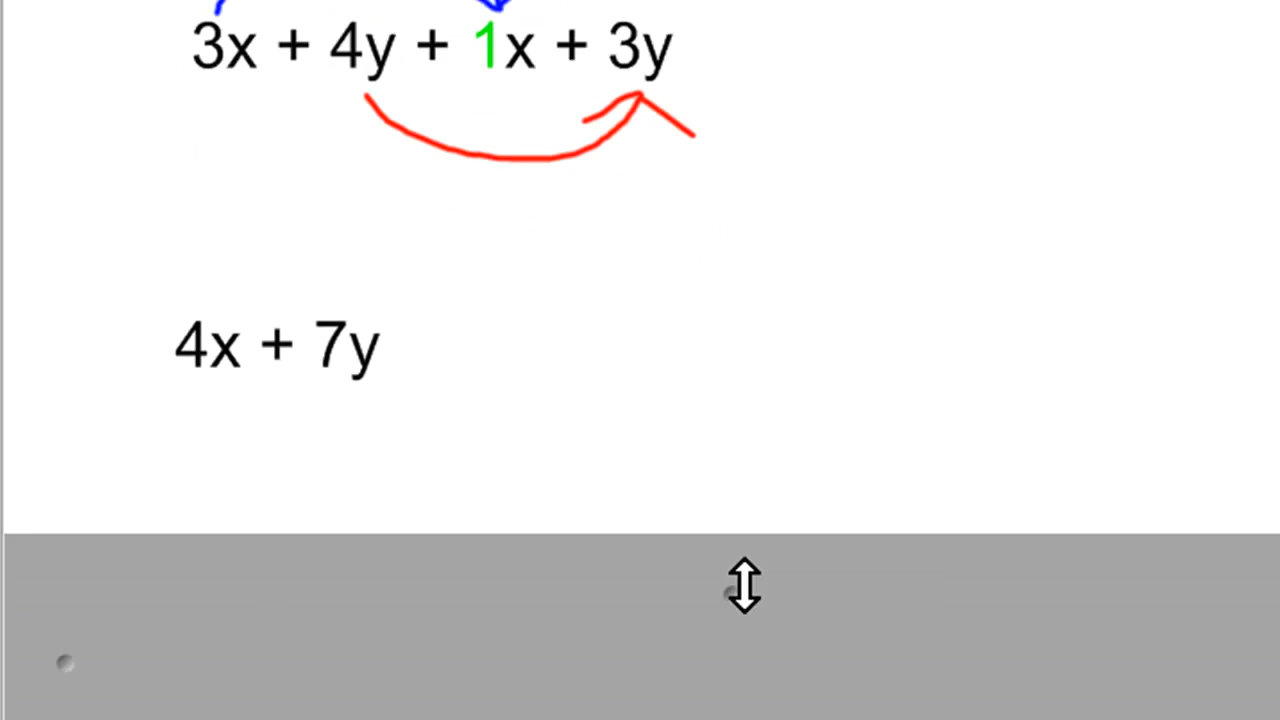 3x + 4y + 1x + 3y
4x + 7y